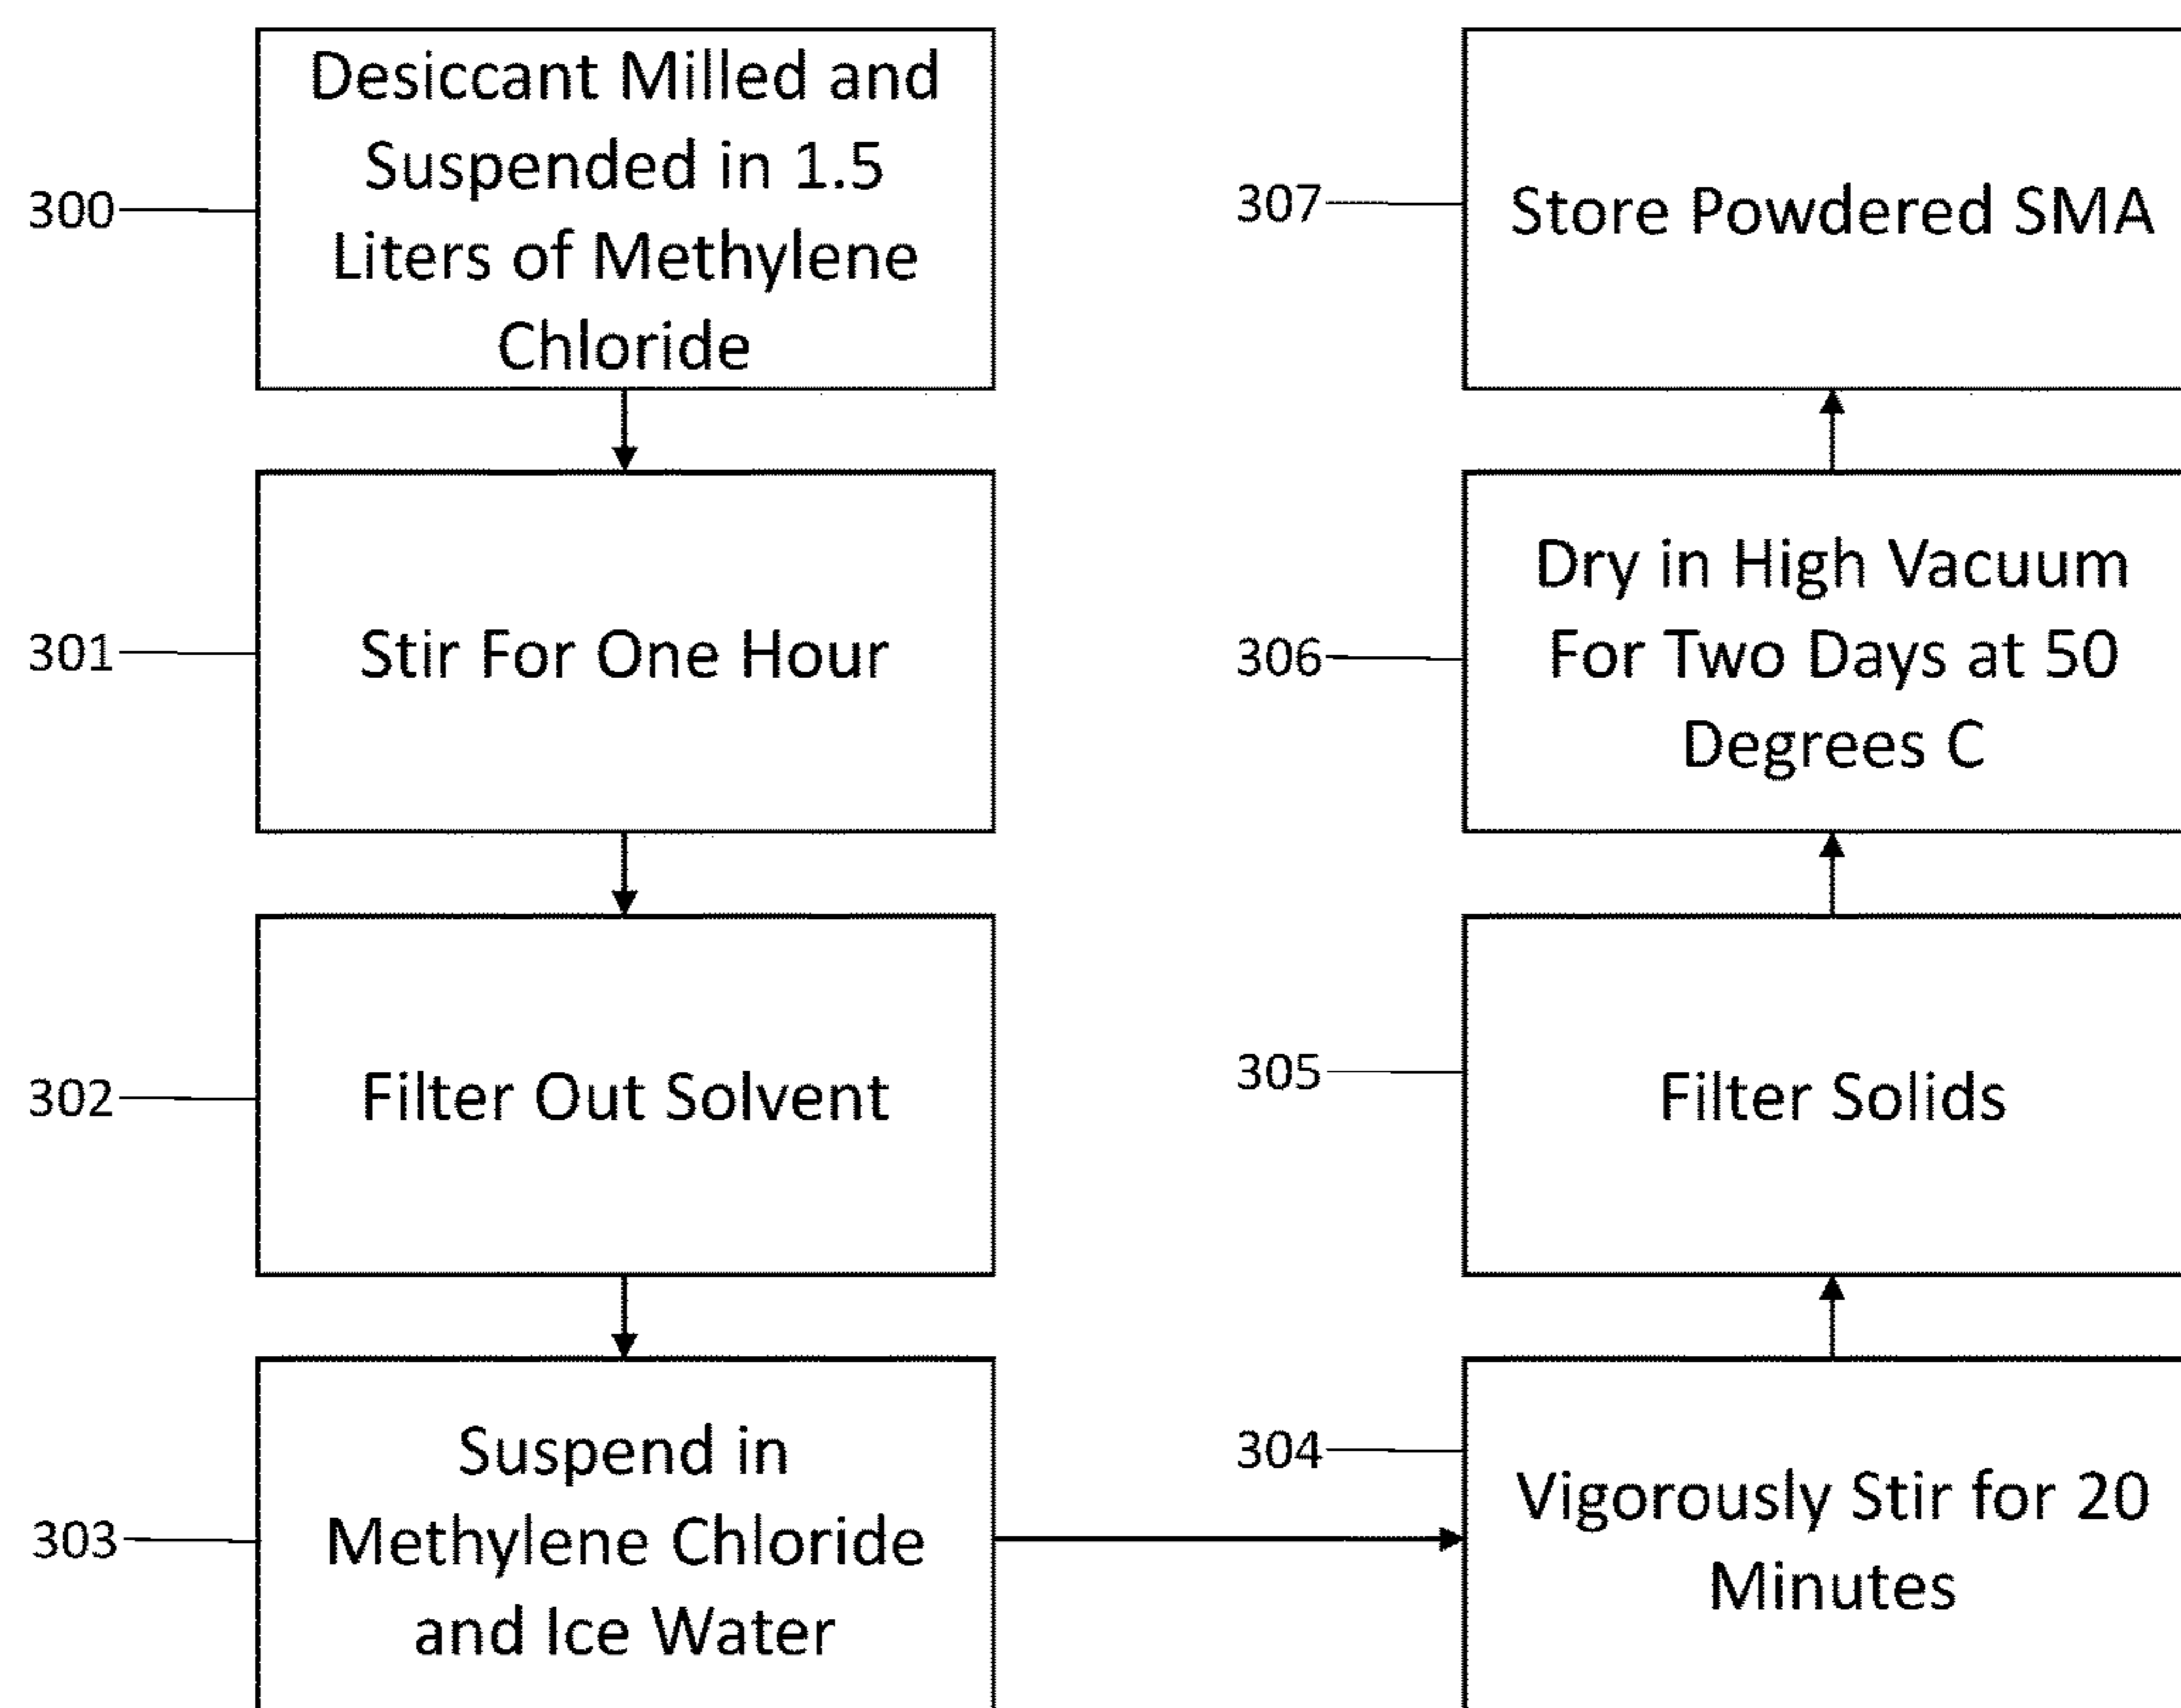 300
Desiccant Milled and
Suspended in 1.5
Liters of Methylene
Chloride
301
Stir For One Hour
302
Filter Out Solvent
303
Suspend in
Methylene Chloride
and Ice Water
304
Vigorously Stir for 20
Minutes
305
Filter Solids
306
Dry in High Vacuum
For Two Days at 50
Degrees C
307
Store Powdered SMA